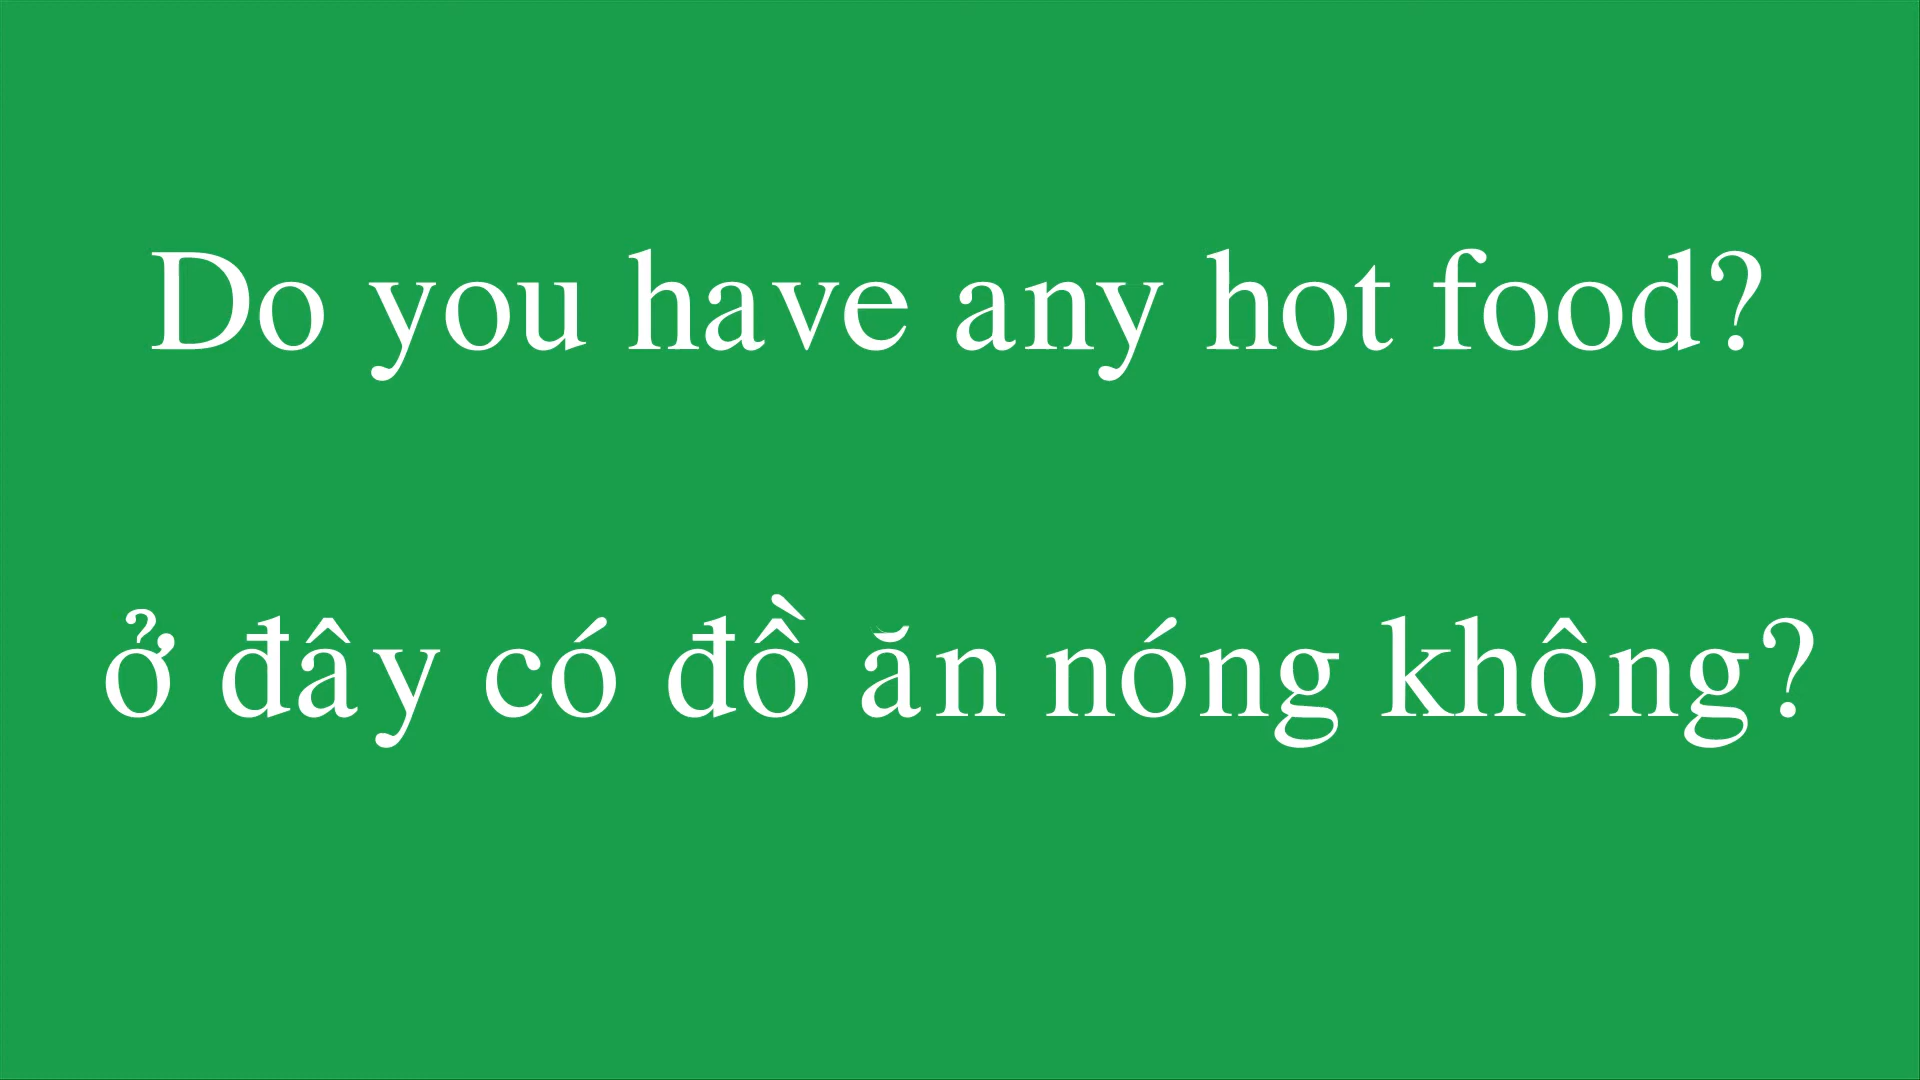 Do you have any hot food?
ở đây có đồ ăn nóng không?